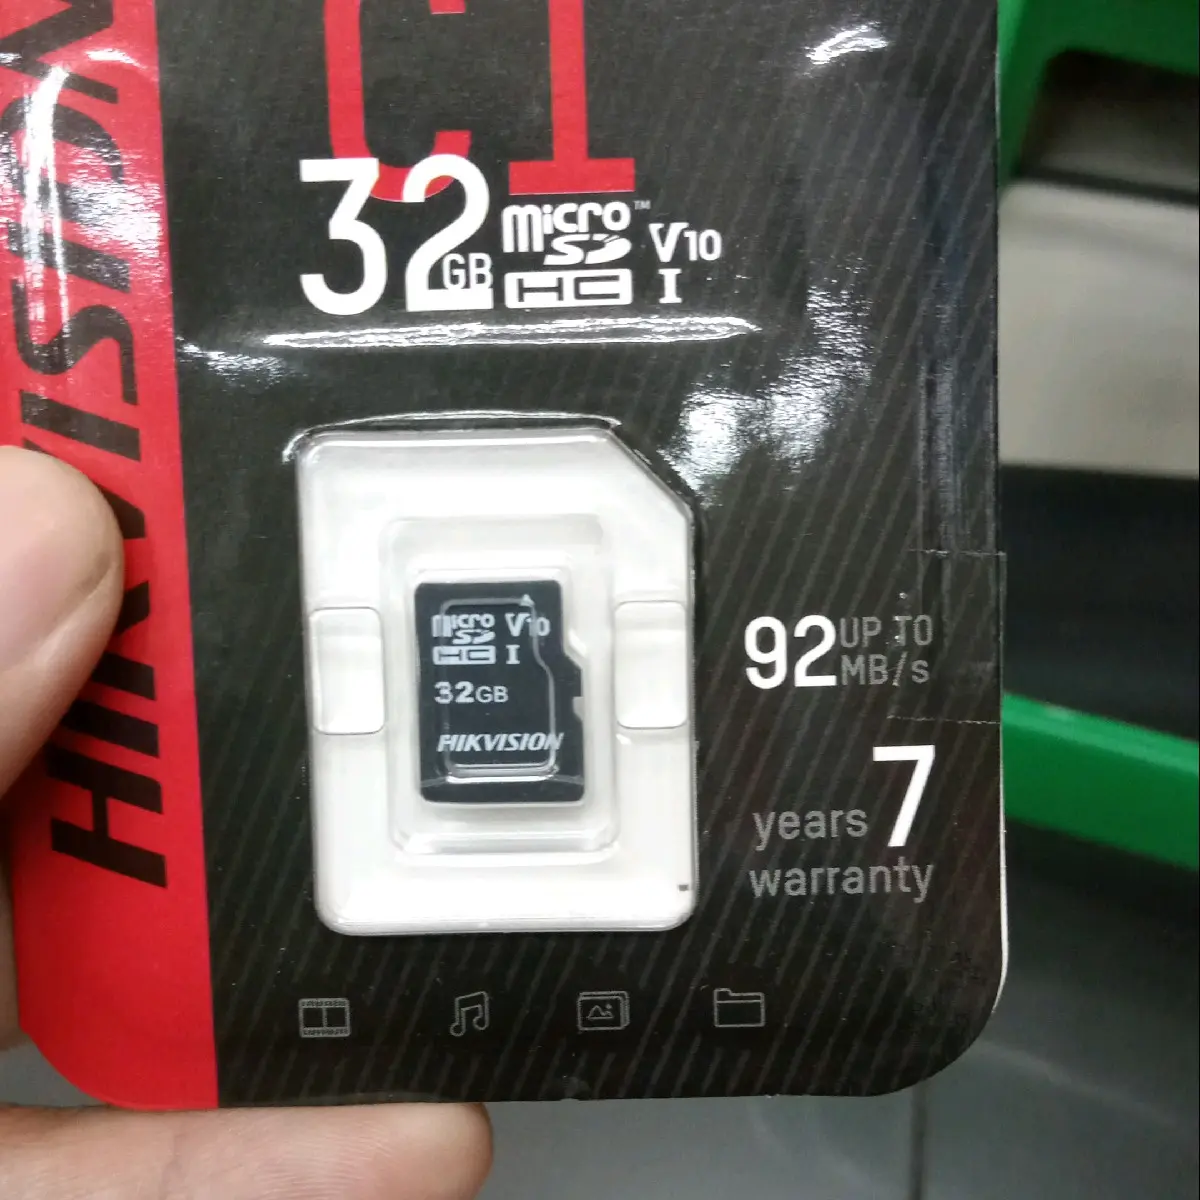 HIKVISION
C1
32GB
micro SD HC™ V10 I
micro SD HC V10 I
32GB
HIKVISION
92 UP TO MB/s
7 years warranty